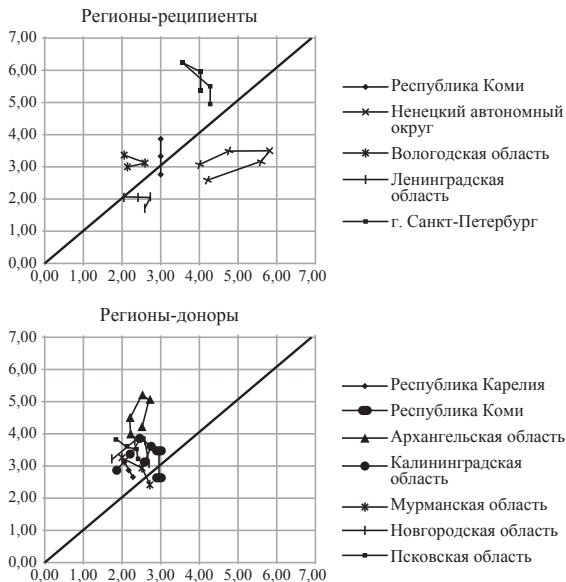 Регионы-реципиенты
7,00
6,00
5,00
4,00
3,00
2,00
1,00
0,00
0,00 1,00 2,00 3,00 4,00 5,00 6,00 7,00
Республика Коми
Ненецкий автономный
округ
Вологодская область
Ленинградская
область
г. Санкт-Петербург
Регионы-доноры
7,00
6,00
5,00
4,00
3,00
2,00
1,00
0,00
0,00 1,00 2,00 3,00 4,00 5,00 6,00 7,00
Республика Карелия
Республика Коми
Архангельская область
Калининградская
область
Мурманская область
Новгородская область
Псковская область